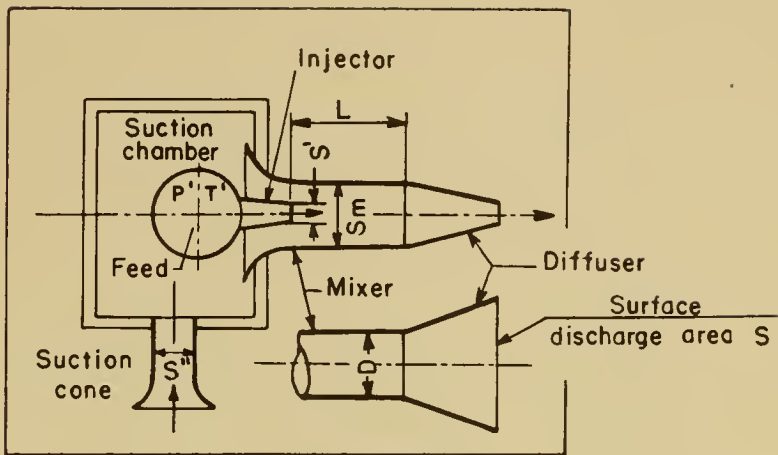 Injector
L
Suction
chamber
S'
P' T'
Sm
Feed
Diffuser
Mixer
Surface
discharge area S
Suction
cone
S"
D